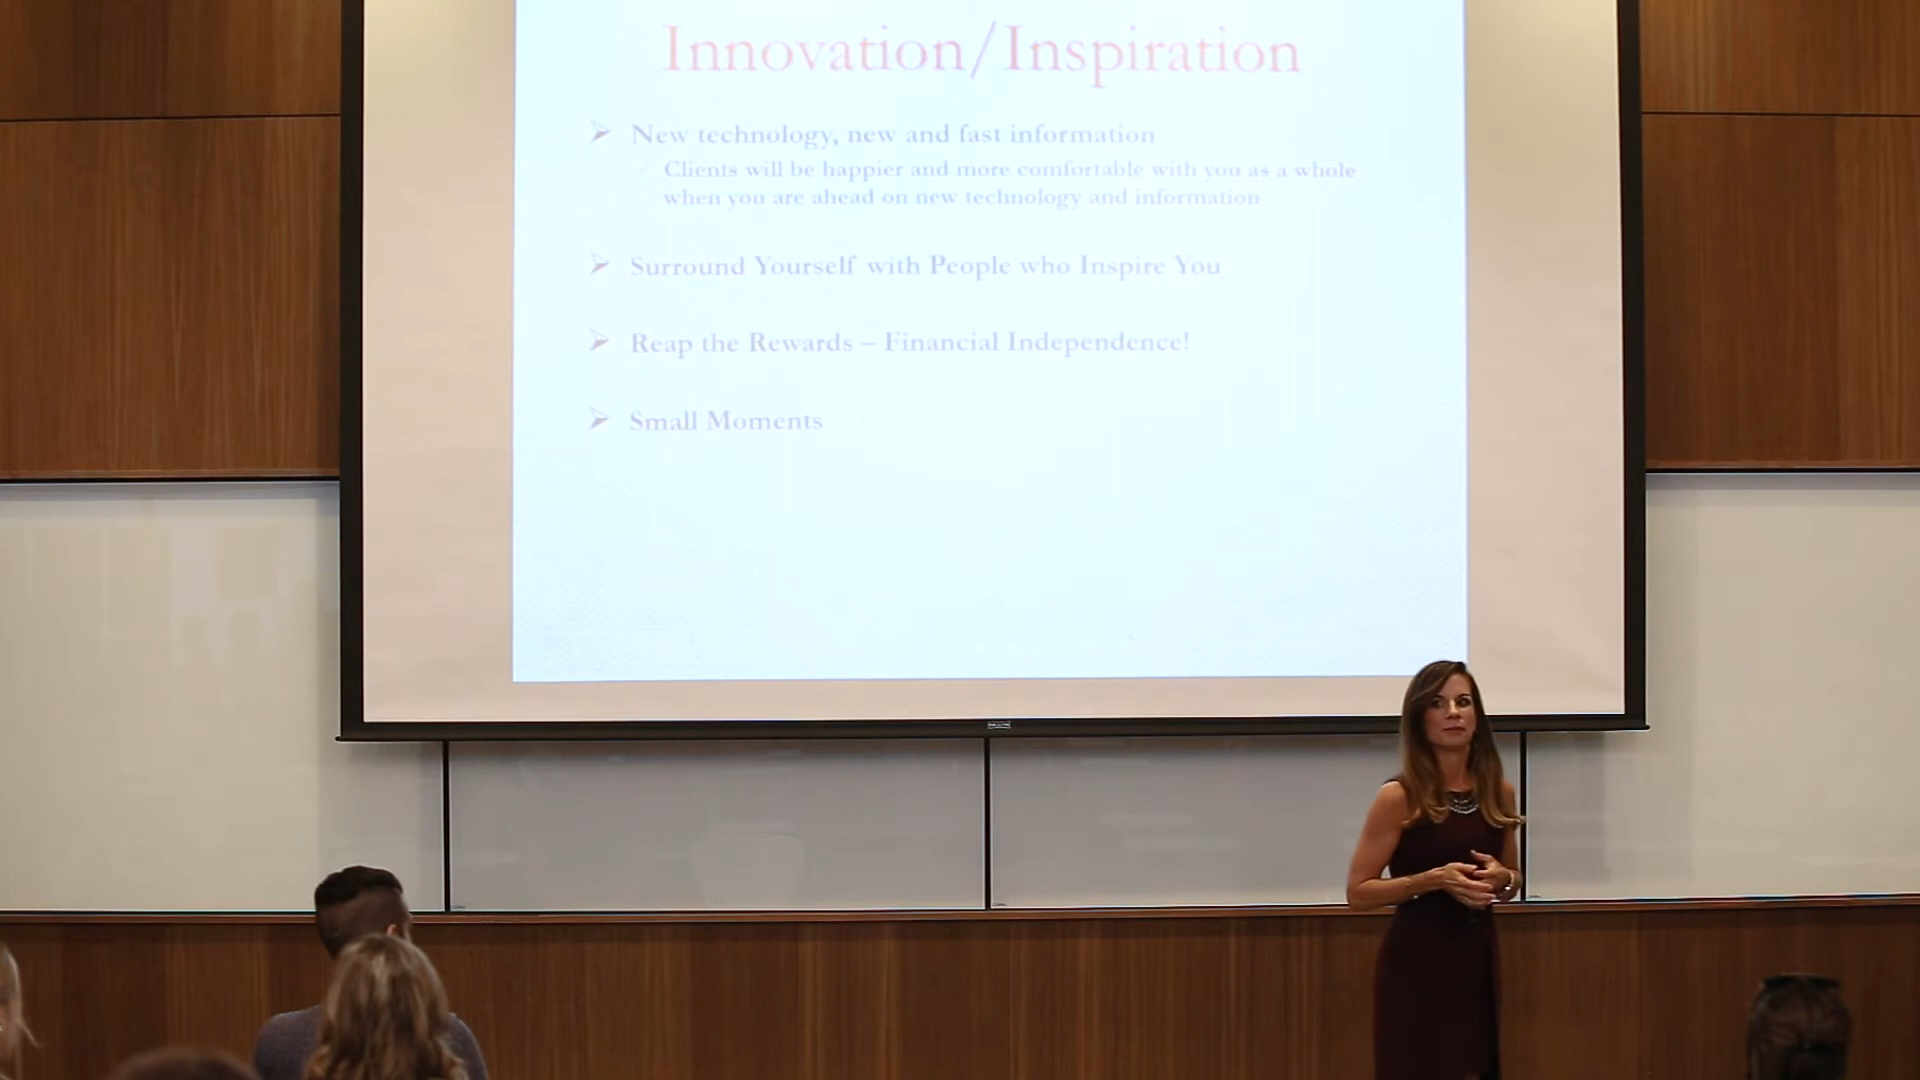 Innovation/Inspiration
New technology, new and fast information
Clients will be happier and more comfortable with you as a whole
when you are ahead on new technology and information
Surround Yourself with People who Inspire You
Reap the Rewards – Financial Independence!
Small Moments